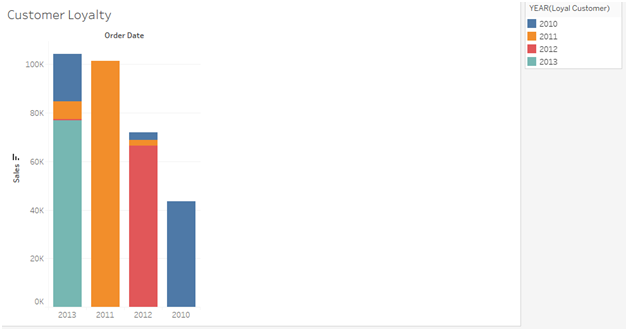 Customer Loyalty
Order Date
YEAR(Loyal Customer)
2010
2011
2012
2013
Sales
100K
80K
60K
40K
20K
0K
2013 2011 2012 2010